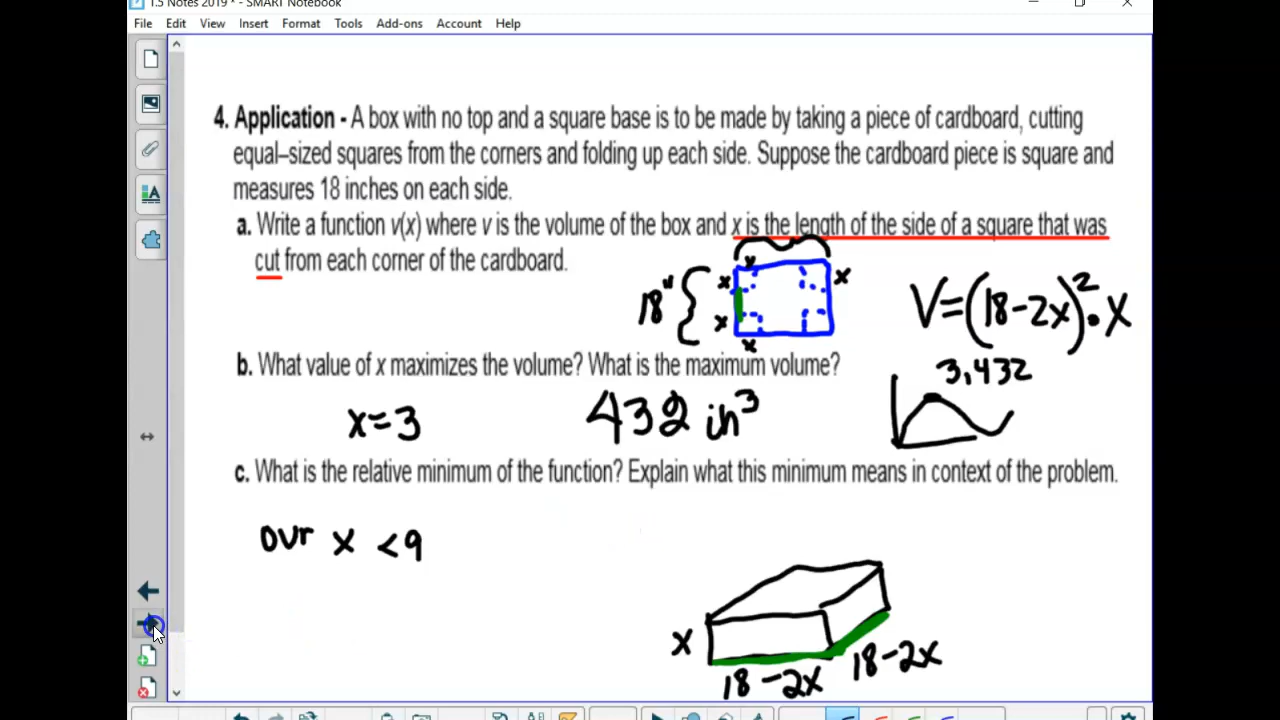 1.5 Notes 2019 * - SMART Notebook
File Edit View Insert Format Tools Add-ons Account Help
4. Application - A box with no top and a square base is to be made by taking a piece of cardboard, cutting
equal–sized squares from the corners and folding up each side. Suppose the cardboard piece is square and
measures 18 inches on each side.
a. Write a function v(x) where v is the volume of the box and x is the length of the side of a square that was
cut from each corner of the cardboard.
x
x
x
18"
x
x
V=(18-2x)²•x
b. What value of x maximizes the volume? What is the maximum volume?
3,432
x=3
432 in³
c. What is the relative minimum of the function? Explain what this minimum means in context of the problem.
our x <9
x
18-2x
18-2x